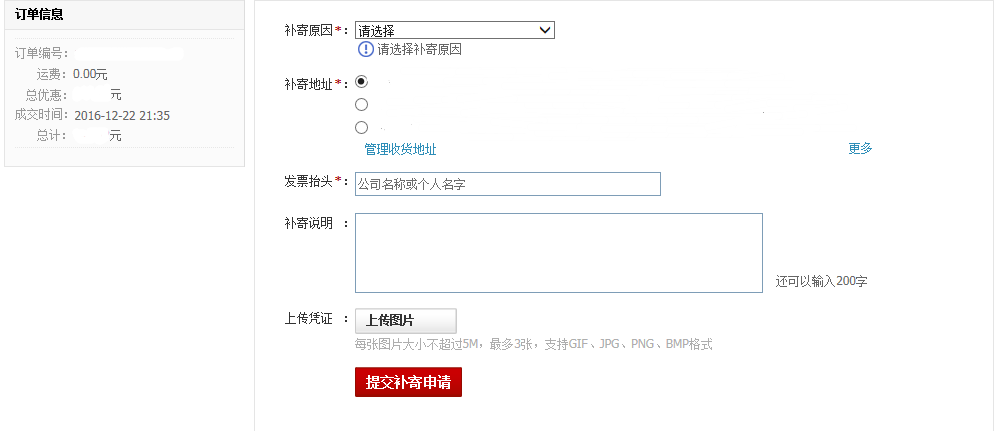 订单信息
订单编号：
运费：0.00元
总优惠： 元
成交时间：2016-12-22 21:35
总计： 元
补寄原因*：请选择
请选择补寄原因
补寄地址*：
管理收货地址 更多
发票抬头*：公司名称或个人名字
补寄说明 ：
还可以输入200字
上传凭证 ：上传图片
每张图片大小不超过5M，最多3张，支持GIF、JPG、PNG、BMP格式
提交补寄申请